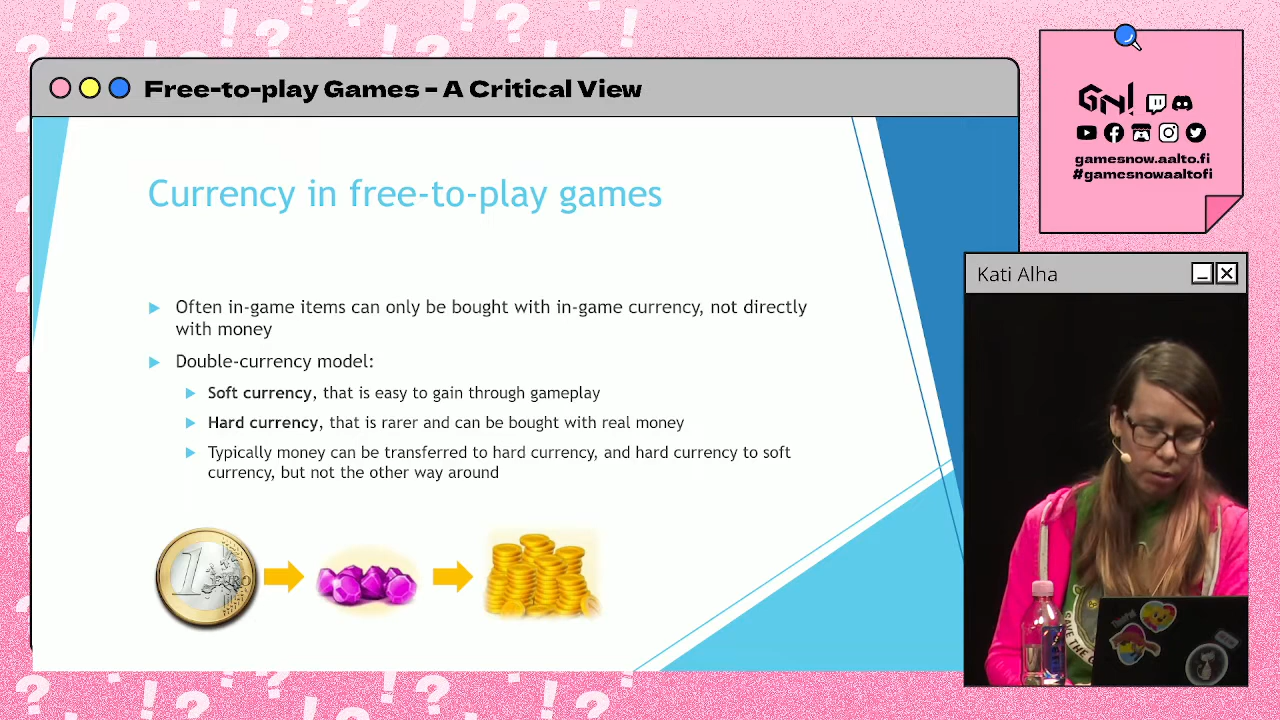 Free-to-play Games – A Critical View
Currency in free-to-play games
Often in-game items can only be bought with in-game currency, not directly
with money
Double-currency model:
Soft currency, that is easy to gain through gameplay
Hard currency, that is rarer and can be bought with real money
Typically money can be transferred to hard currency, and hard currency to soft
currency, but not the other way around
1 EURO
GN!
gamesnow.aalto.fi
#gamesnowaaltofi
Kati Alha
SAVE THE